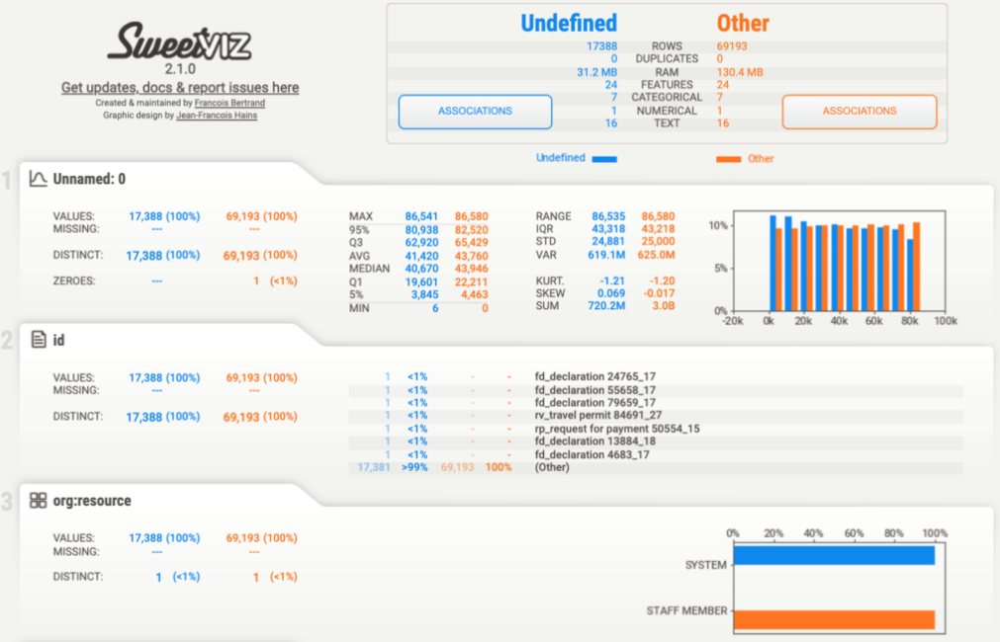 SweetVIZ
2.1.0
Get updates, docs & report issues here
Created & maintained by Francois Bertrand
Graphic design by Jean-Francois Hains
Undefined Other
17388 ROWS 69193
0 DUPLICATES 0
31.2 MB RAM 130.4 MB
24 FEATURES 24
7 CATEGORICAL 7
1 NUMERICAL 1
16 TEXT 16
ASSOCIATIONS
ASSOCIATIONS
Undefined Other
1 Unnamed: 0
VALUES: 17,388 (100%) 69,193 (100%)
MISSING: --- ---
DISTINCT: 17,388 (100%) 69,193 (100%)
ZEROES: --- 1 (<1%)
MAX 86,541 86,580
95% 80,938 82,520
Q3 62,920 65,429
AVG 41,420 43,760
MEDIAN 40,670 43,946
Q1 19,601 22,211
5% 3,845 4,463
MIN 6 0
RANGE 86,535 86,580
IQR 43,318 43,218
STD 24,881 25,000
VAR 619.1M 625.0M
KURT. -1.21 -1.20
SKEW 0.069 -0.017
SUM 720.2M 3.0B
10%
5%
0%
-20k 0k 20k 40k 60k 80k 100k
2 id
VALUES: 17,388 (100%) 69,193 (100%)
MISSING: --- ---
DISTINCT: 17,388 (100%) 69,193 (100%)
1 <1% - - fd_declaration 24765_17
1 <1% - - fd_declaration 55658_17
1 <1% - - fd_declaration 79659_17
1 <1% - - rv_travel permit 84691_27
1 <1% - - rp_request for payment 50554_15
1 <1% - - fd_declaration 13884_18
1 <1% - - fd_declaration 4683_17
17,381 >99% 69,193 100% (Other)
3 org:resource
VALUES: 17,388 (100%) 69,193 (100%)
MISSING: --- ---
DISTINCT: 1 (<1%) 1 (<1%)
0% 20% 40% 60% 80% 100%
SYSTEM
STAFF MEMBER